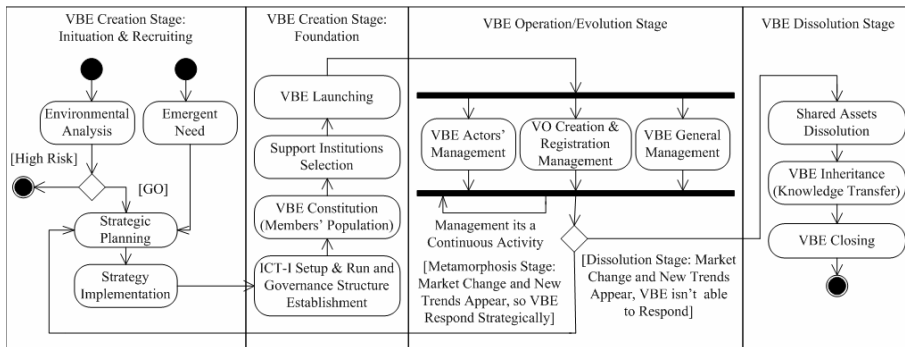 VBE Creation Stage:
Inituation & Recruiting
Environmental
Analysis
Emergent
Need
[High Risk]
[GO]
Strategic
Planning
Strategy
Implementation
VBE Creation Stage:
Foundation
VBE Launching
Support Institutions
Selection
VBE Constitution
(Members' Population)
ICT-I Setup & Run and
Governance Structure
Establishment
VBE Operation/Evolution Stage
VBE Actors'
Management
VO Creation &
Registration
Management
VBE General
Management
Management its a
Continuous Activity
[Metamorphosis Stage:
Market Change and New
Trends Appear, so VBE
Respond Strategically]
[Dissolution Stage: Market
Change and New Trends
Appear, VBE isn't able
to Respond]
VBE Dissolution Stage
Shared Assets
Dissolution
VBE Inheritance
(Knowledge Transfer)
VBE Closing